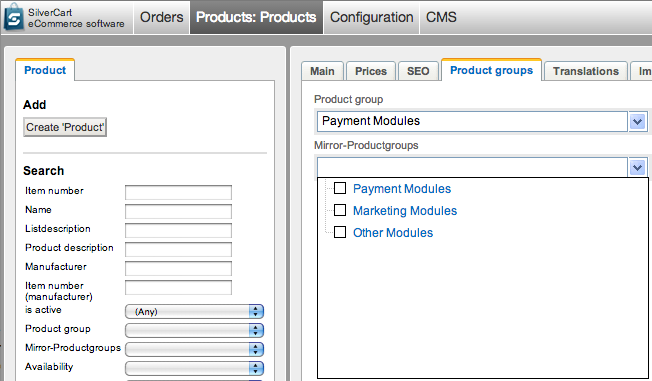 SilverCart
eCommerce software
Orders
Products: Products
Configuration
CMS
Product
Add
Create 'Product'
Search
Item number
Name
Listdescription
Product description
Manufacturer
Item number
(manufacturer)
is active
(Any)
Product group
Mirror-Productgroups
Availability
Main
Prices
SEO
Product groups
Translations
Im
Product group
Payment Modules
Mirror-Productgroups
Payment Modules
Marketing Modules
Other Modules